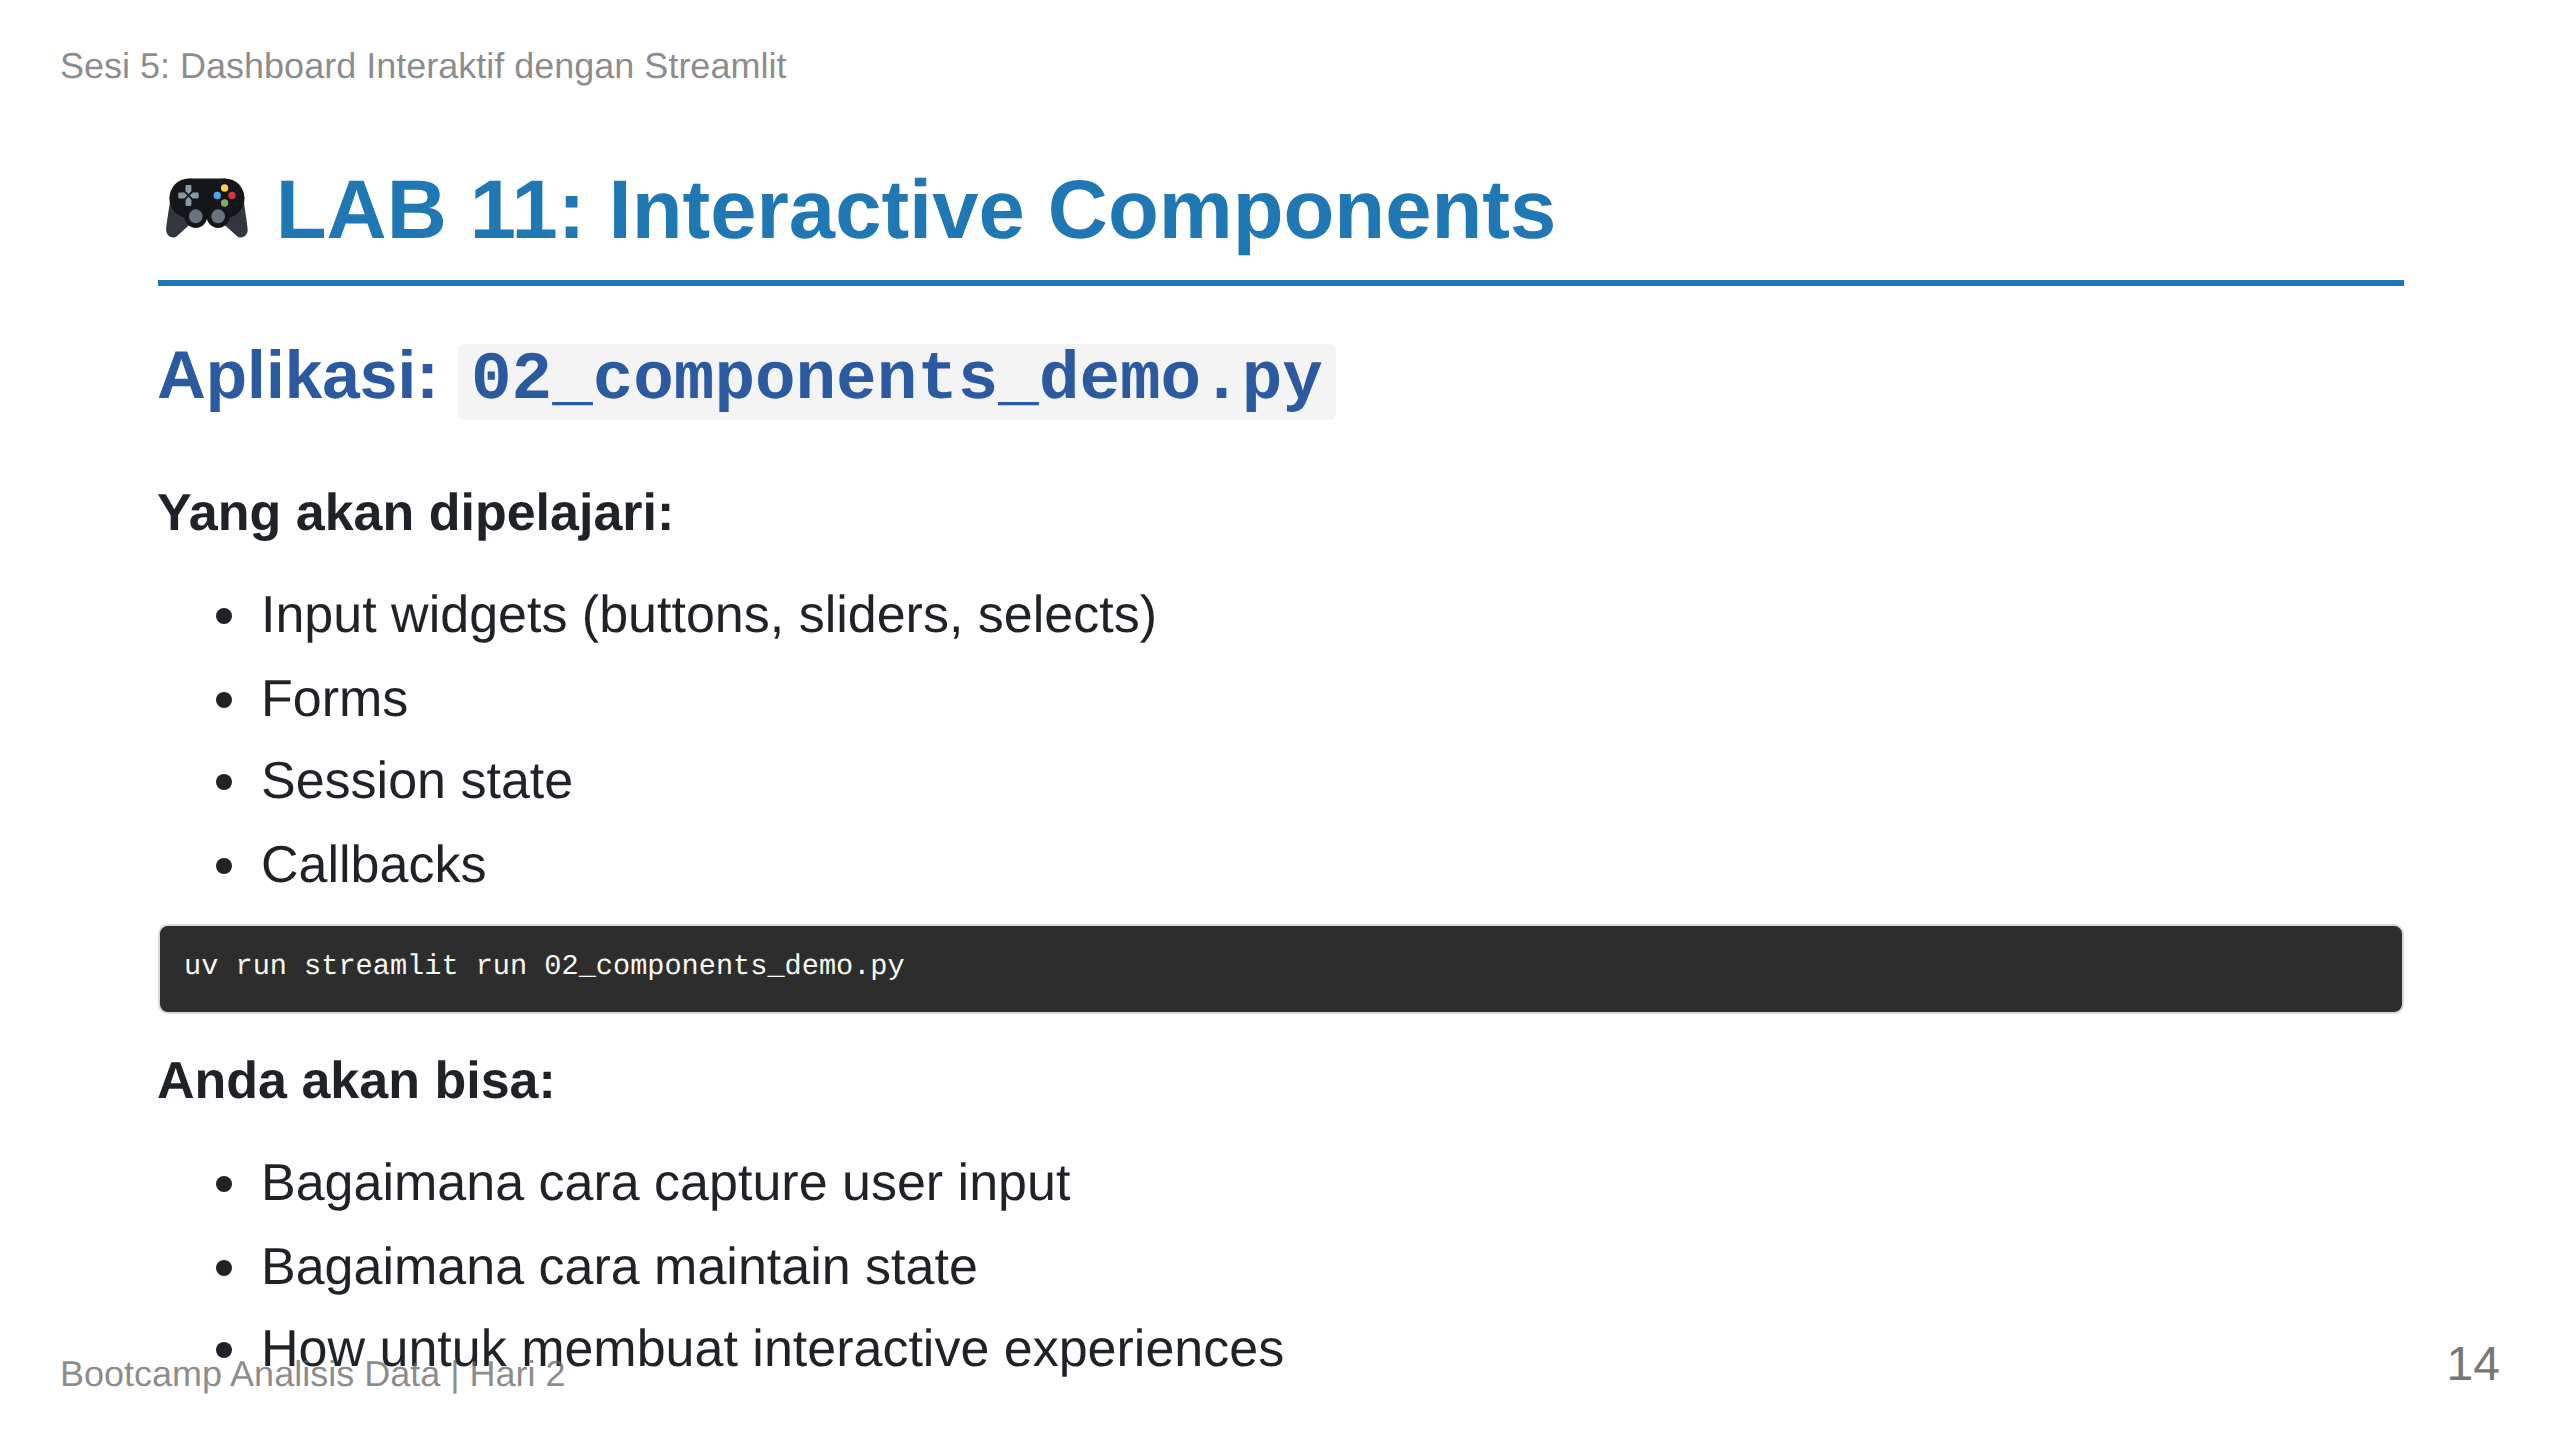 Sesi 5: Dashboard Interaktif dengan Streamlit
🎮 LAB 11: Interactive Components
Aplikasi: 02_components_demo.py
Yang akan dipelajari:
• Input widgets (buttons, sliders, selects)
• Forms
• Session state
• Callbacks
uv run streamlit run 02_components_demo.py
Anda akan bisa:
• Bagaimana cara capture user input
• Bagaimana cara maintain state
• How untuk membuat interactive experiences
Bootcamp Analisis Data | Hari 2
14